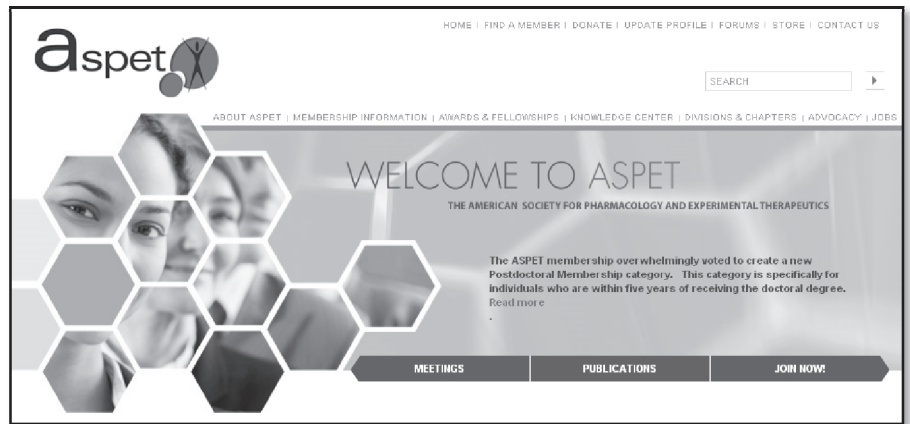 HOME | FIND A MEMBER | DONATE | UPDATE PROFILE | FORUMS | STORE | CONTACT US
aspet
SEARCH
ABOUT ASPET | MEMBERSHIP INFORMATION | AWARDS & FELLOWSHIPS | KNOWLEDGE CENTER | DIVISIONS & CHAPTERS | ADVOCACY | JOBS
WELCOME TO ASPET
THE AMERICAN SOCIETY FOR PHARMACOLOGY AND EXPERIMENTAL THERAPEUTICS
The ASPET membership overwhelmingly voted to create a new
Postdoctoral Membership category. This category is specifically for
individuals who are within five years of receiving the doctoral degree.
Read more
.
MEETINGS PUBLICATIONS JOIN NOW!